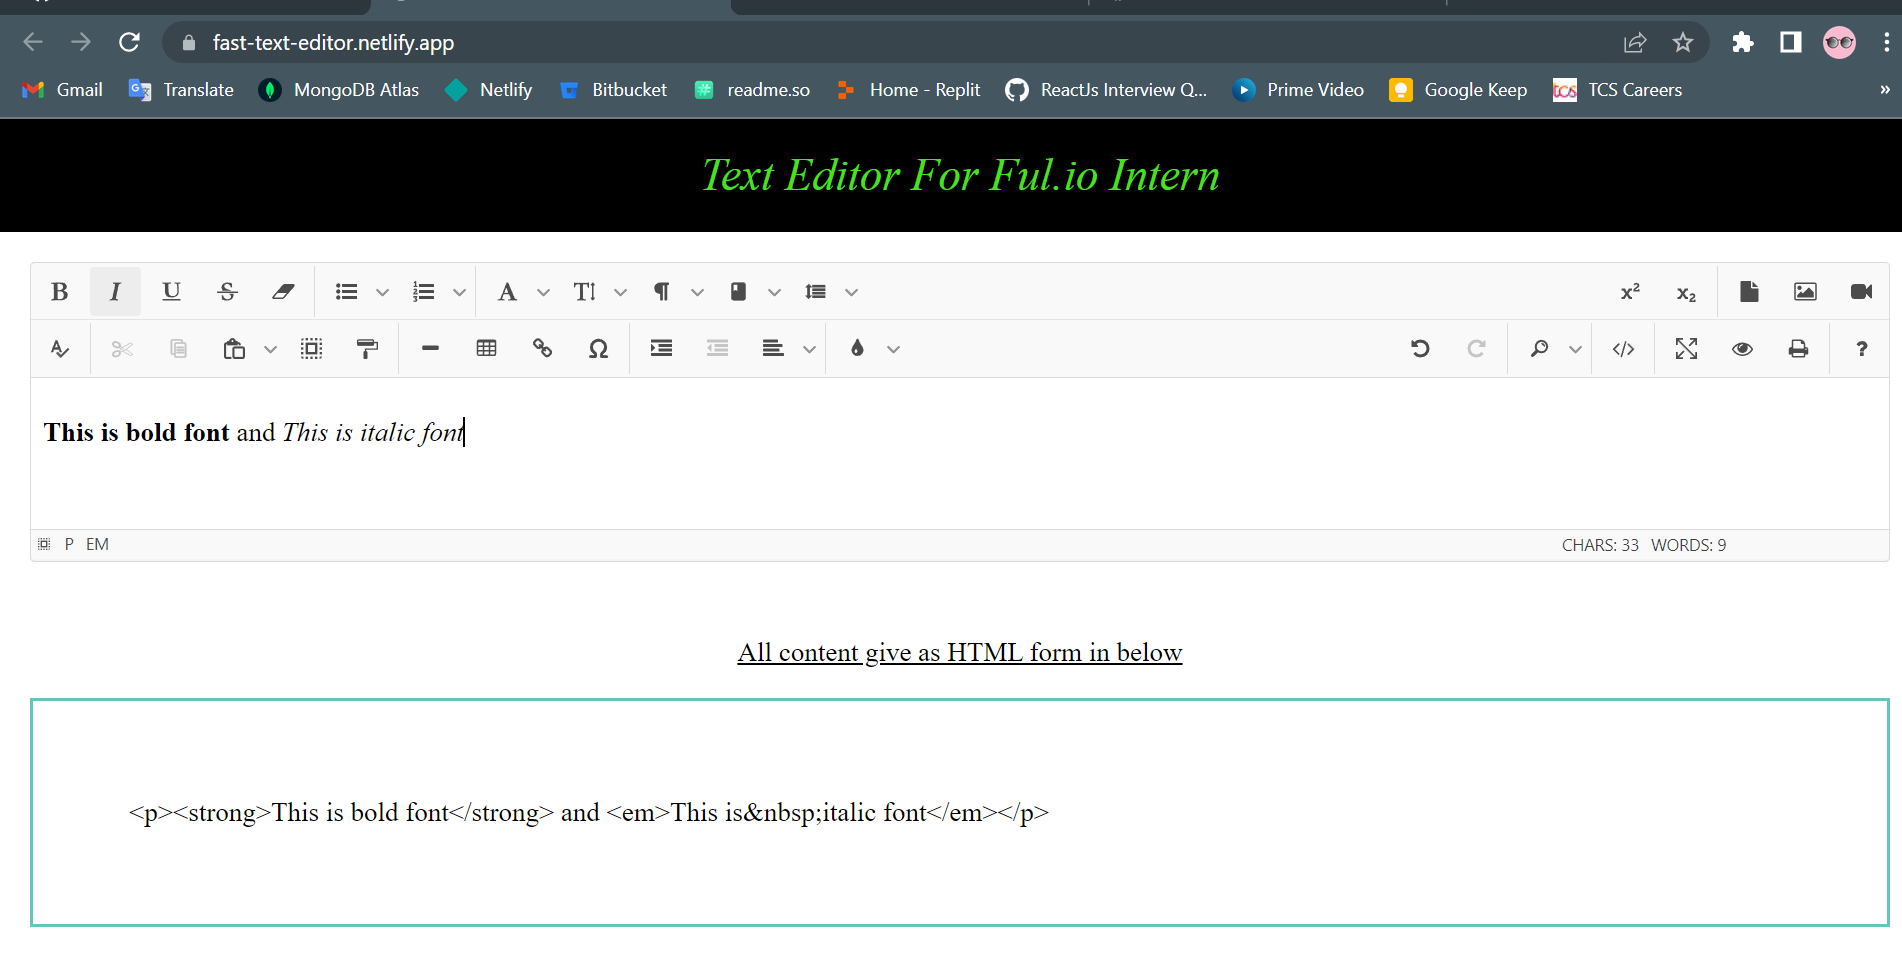 fast-text-editor.netlify.app
Gmail Translate MongoDB Atlas Netlify Bitbucket readme.so Home - Replit ReactJs Interview Q... Prime Video Google Keep tcs TCS Careers »
Text Editor For Ful.io Intern
B I U S A T x² x₂
</> ?
This is bold font and This is italic font
P EM CHARS: 33 WORDS: 9
All content give as HTML form in below
<p><strong>This is bold font</strong> and <em>This is&nbsp;italic font</em></p>